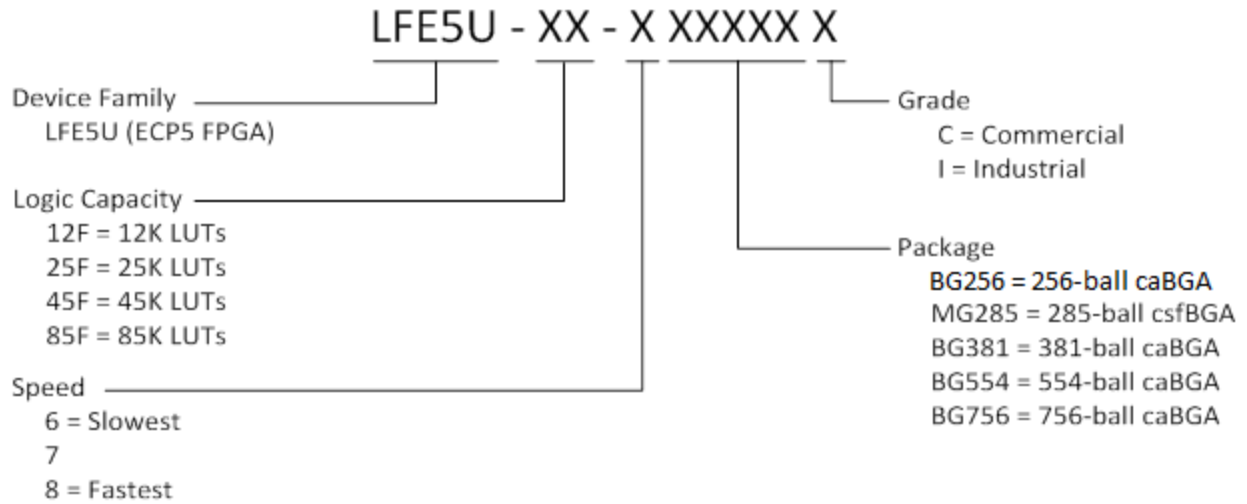 LFE5U - XX - X XXXXX X
Device Family
LFE5U (ECP5 FPGA)
Logic Capacity
12F = 12K LUTs
25F = 25K LUTs
45F = 45K LUTs
85F = 85K LUTs
Speed
6 = Slowest
7
8 = Fastest
Grade
C = Commercial
I = Industrial
Package
BG256 = 256-ball caBGA
MG285 = 285-ball csfBGA
BG381 = 381-ball caBGA
BG554 = 554-ball caBGA
BG756 = 756-ball caBGA